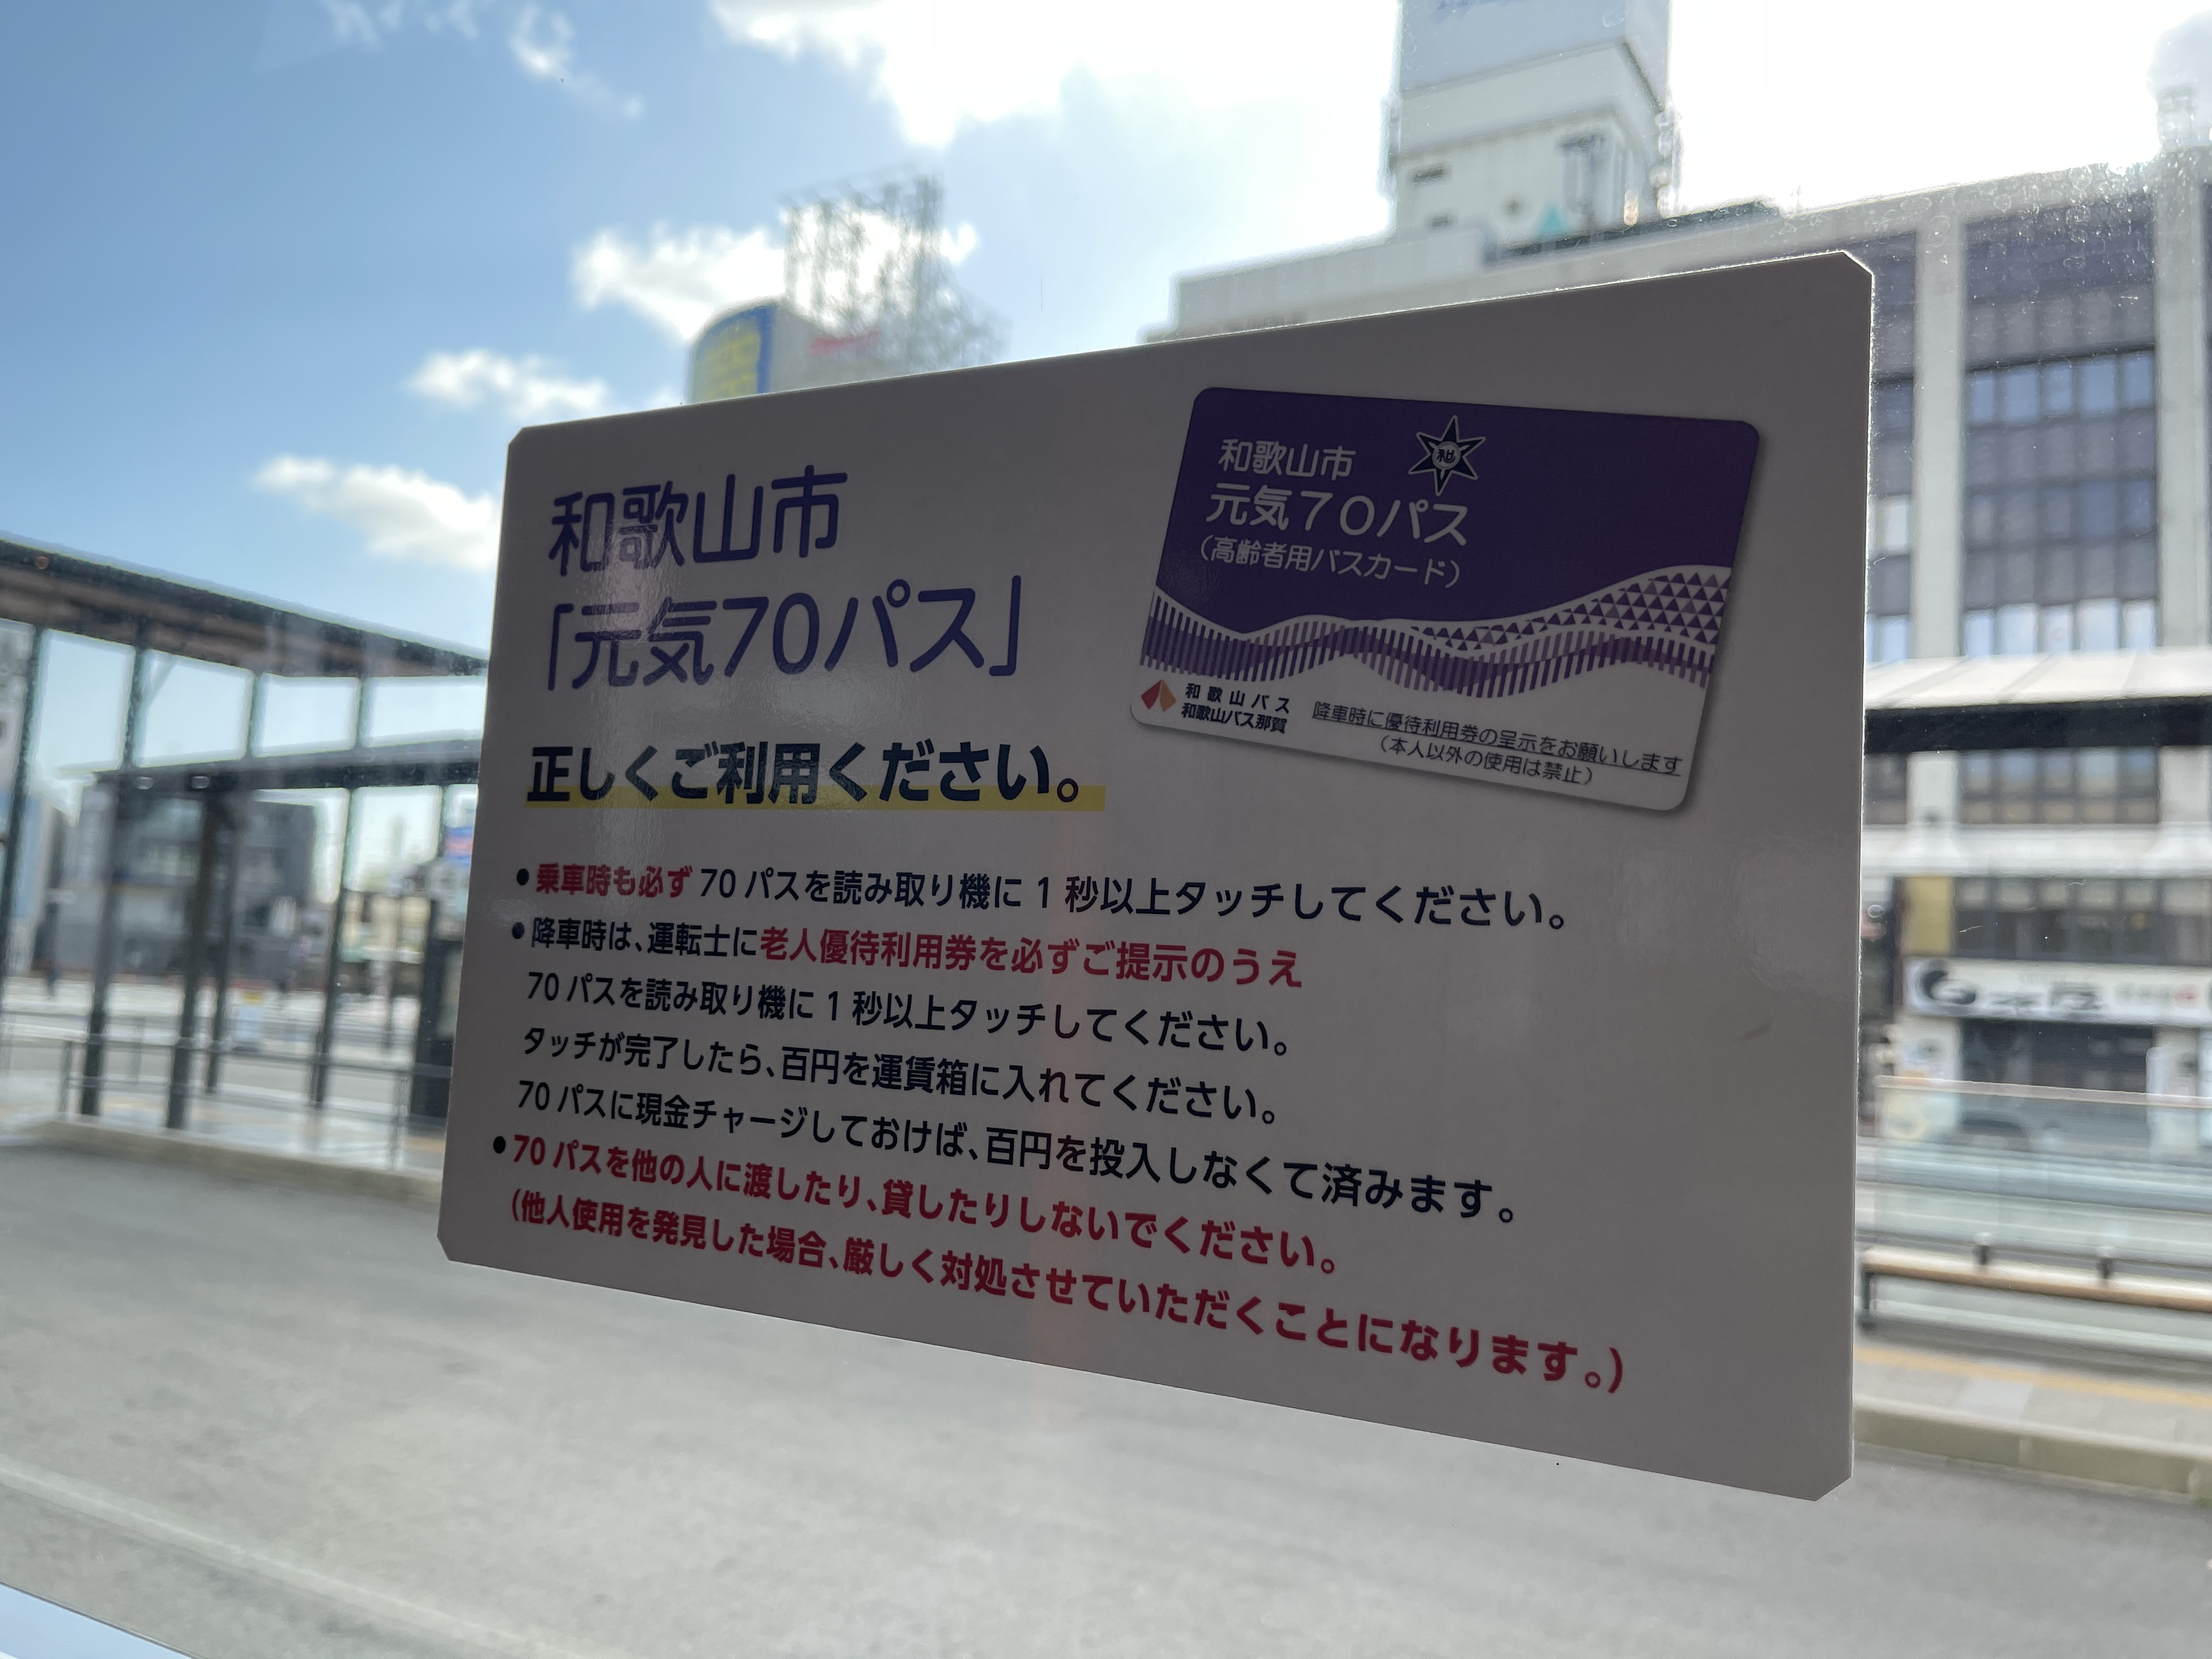 和歌山市
「元気70パス」
正しくご利用ください。
和歌山市
元気70パス
(高齢者用バスカード)
和歌山バス
和歌山バス那賀
降車時に優待利用券の呈示をお願いします
(本人以外の使用は禁止)
●乗車時も必ず70パスを読み取り機に1秒以上タッチしてください。
●降車時は、運転士に老人優待利用券を必ずご提示のうえ
70パスを読み取り機に1秒以上タッチしてください。
タッチが完了したら、百円を運賃箱に入れてください。
70パスに現金チャージしておけば、百円を投入しなくて済みます。
●70パスを他の人に渡したり、貸したりしないでください。
(他人使用を発見した場合、厳しく対処させていただくことになります。)